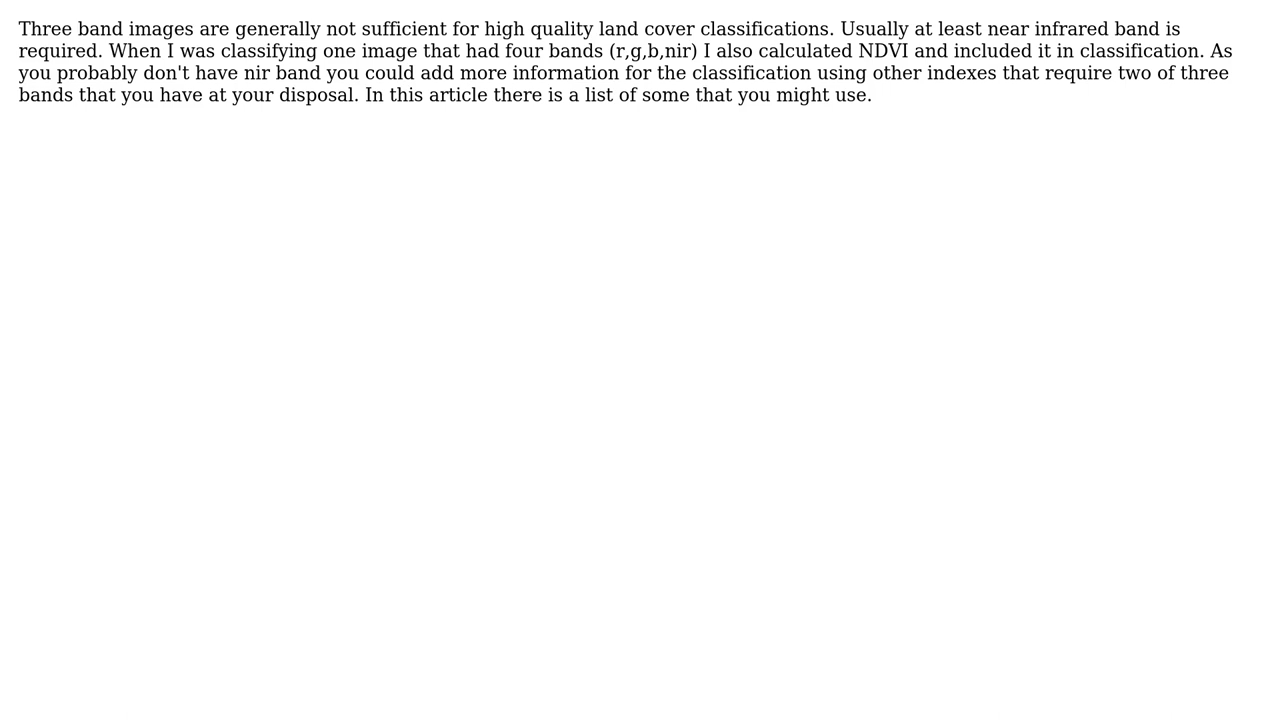 Three band images are generally not sufficient for high quality land cover classifications. Usually at least near infrared band is
required. When I was classifying one image that had four bands (r,g,b,nir) I also calculated NDVI and included it in classification. As
you probably don't have nir band you could add more information for the classification using other indexes that require two of three
bands that you have at your disposal. In this article there is a list of some that you might use.